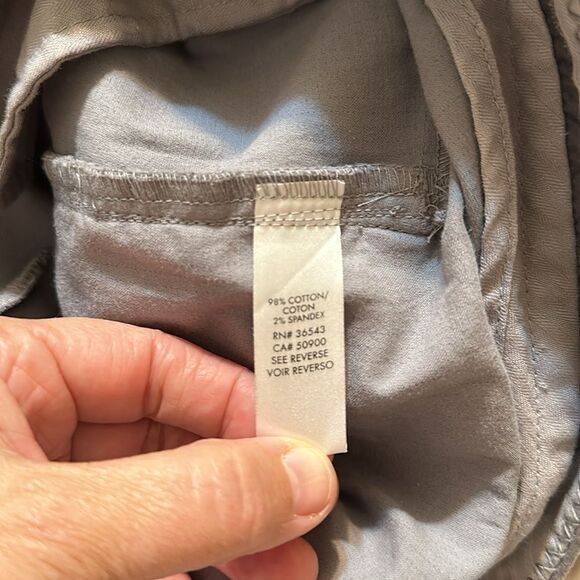 98% COTTON/
COTON
2% SPANDEX
RN# 36543
CA# 50900
SEE REVERSE
VOIR REVERSO